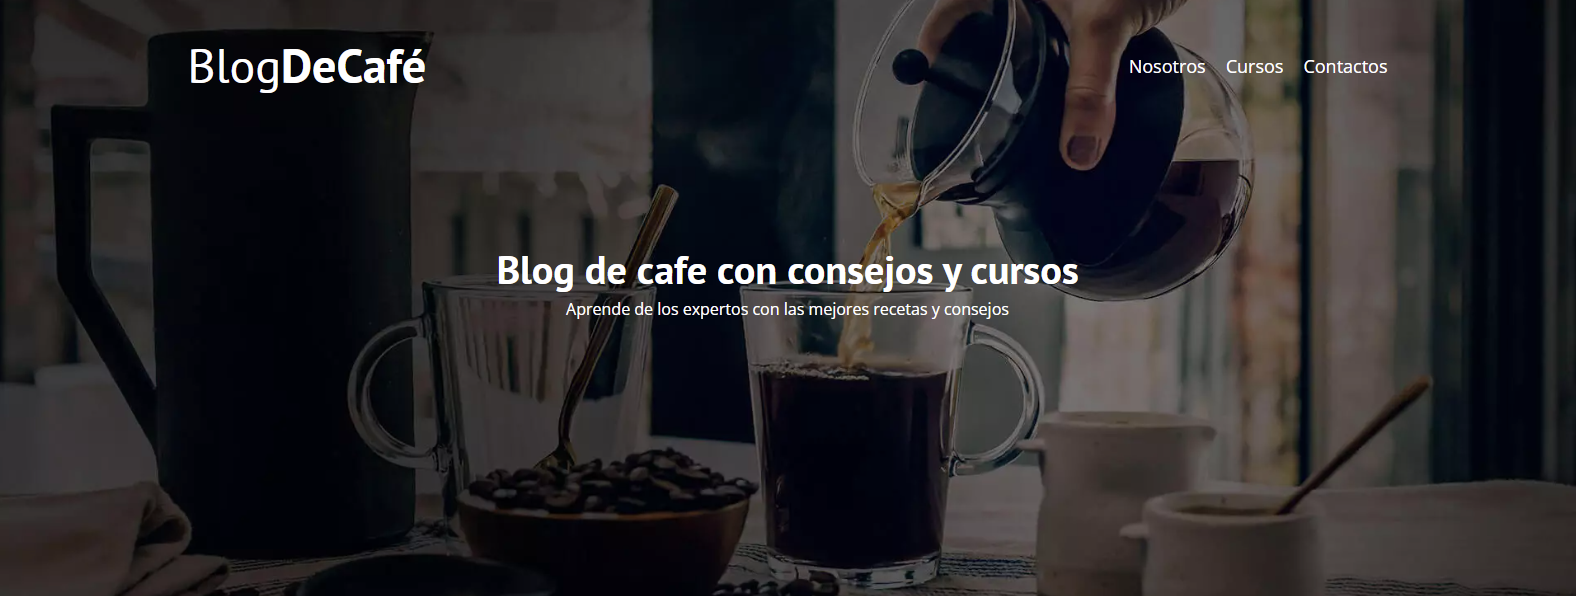 BlogDeCafé
Nosotros Cursos Contactos
Blog de cafe con consejos y cursos
Aprende de los expertos con las mejores recetas y consejos